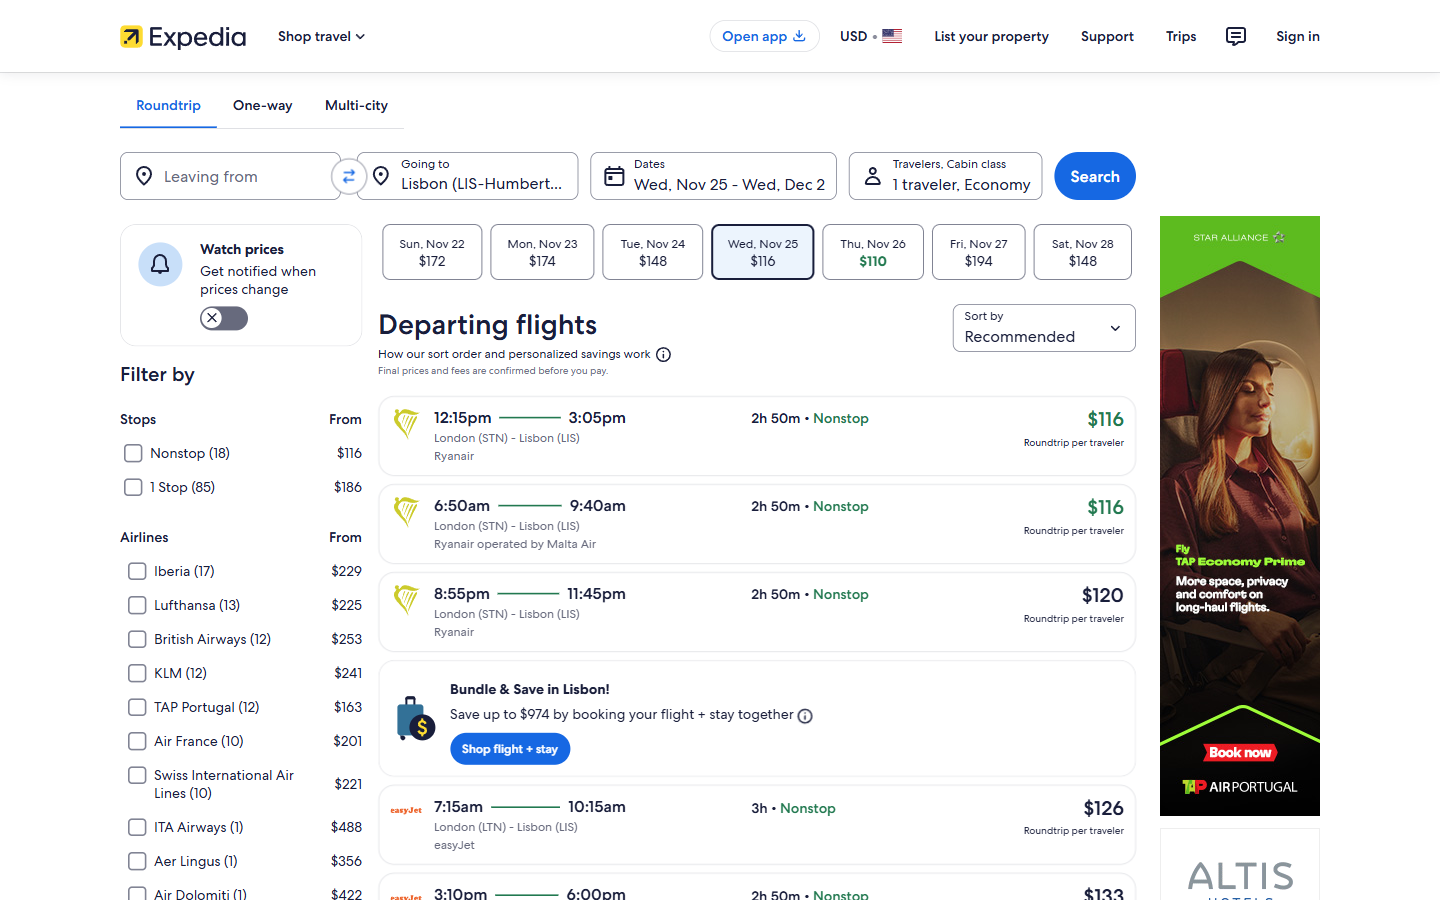 Expedia
Shop travel
Open app
USD
List your property
Support
Trips
Sign in
Roundtrip
One-way
Multi-city
Leaving from
Going to
Lisbon (LIS-Humbert...
Dates
Wed, Nov 25 - Wed, Dec 2
Travelers, Cabin class
1 traveler, Economy
Search
Watch prices
Get notified when
prices change
Sun, Nov 22
$172
Mon, Nov 23
$174
Tue, Nov 24
$148
Wed, Nov 25
$116
Thu, Nov 26
$110
Fri, Nov 27
$194
Sat, Nov 28
$148
Departing flights
How our sort order and personalized savings work
Final prices and fees are confirmed before you pay.
Sort by
Recommended
Filter by
Stops From
Nonstop (18) $116
1 Stop (85) $186
Airlines From
Iberia (17) $229
Lufthansa (13) $225
British Airways (12) $253
KLM (12) $241
TAP Portugal (12) $163
Air France (10) $201
Swiss International Air
Lines (10) $221
ITA Airways (1) $488
Aer Lingus (1) $356
Air Dolomiti (1) $422
12:15pm 3:05pm 2h 50m • Nonstop $116
London (STN) - Lisbon (LIS) Roundtrip per traveler
Ryanair
6:50am 9:40am 2h 50m • Nonstop $116
London (STN) - Lisbon (LIS) Roundtrip per traveler
Ryanair operated by Malta Air
8:55pm 11:45pm 2h 50m • Nonstop $120
London (STN) - Lisbon (LIS) Roundtrip per traveler
Ryanair
Bundle & Save in Lisbon!
Save up to $974 by booking your flight + stay together
Shop flight + stay
easyJet 7:15am 10:15am 3h • Nonstop $126
London (LTN) - Lisbon (LIS) Roundtrip per traveler
easyJet
easyJet 3:10pm 6:00pm 2h 50m • Nonstop $133
STAR ALLIANCE
Fly
TAP Economy Prime
More space, privacy
and comfort on
long-haul flights.
Book now
TAP AIR PORTUGAL
ALTIS
HOTELS